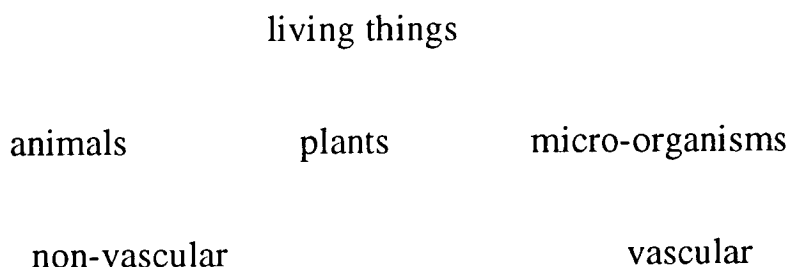 living things
animals plants micro-organisms
non-vascular vascular